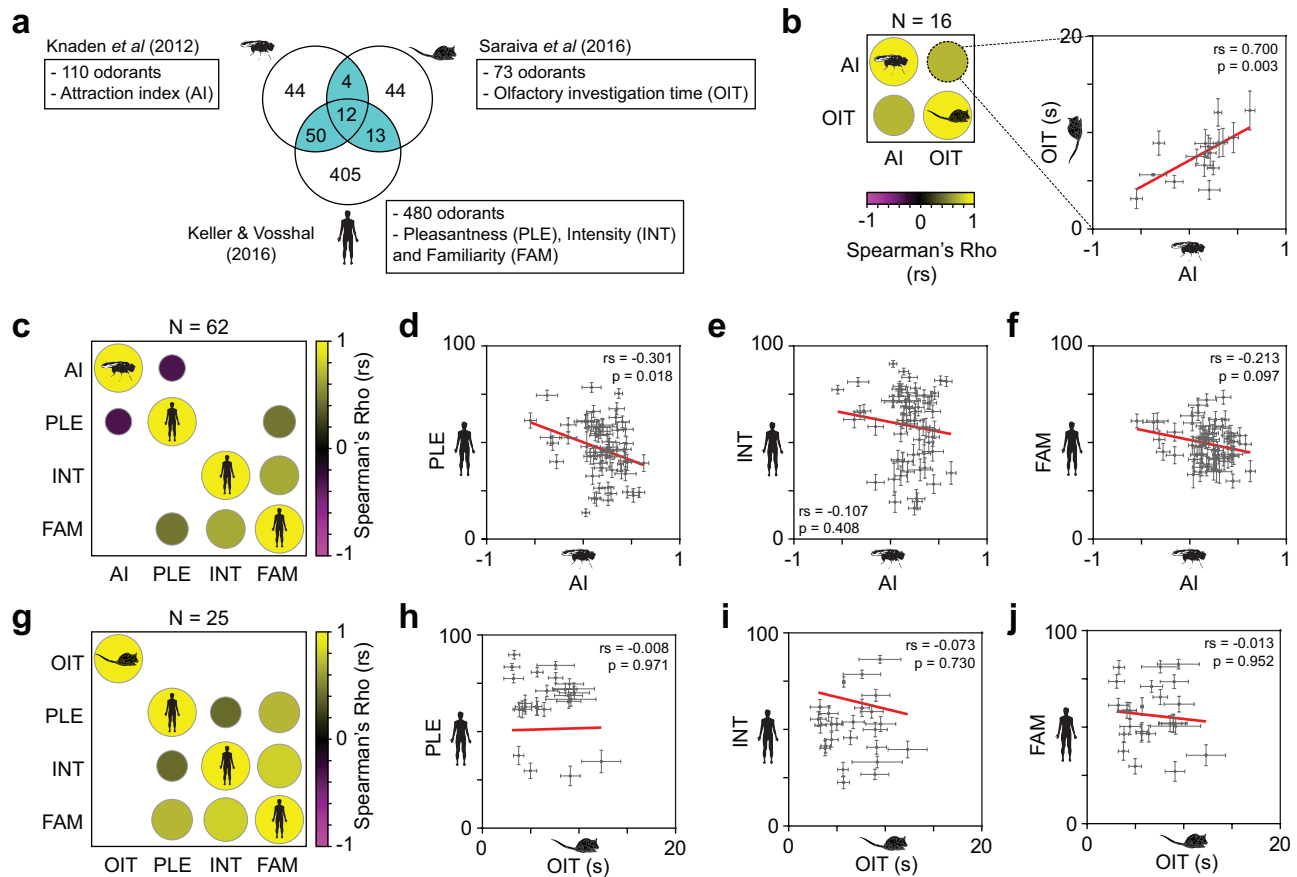 a
Knaden et al (2012)
- 110 odorants
- Attraction index (AI)
44
4
44
12
50
13
405
Saraiva et al (2016)
- 73 odorants
- Olfactory investigation time (OIT)
Keller & Vosshal
(2016)
- 480 odorants
- Pleasantness (PLE), Intensity (INT)
and Familiarity (FAM)
b
N = 16
AI
OIT
AI
OIT
-1
0
1
Spearman's Rho
(rs)
20
rs = 0.700
p = 0.003
OIT (s)
0
-1
1
AI
c
N = 62
AI
PLE
INT
FAM
AI
PLE
INT
FAM
1
0
-1
Spearman's Rho (rs)
d
100
rs = -0.301
p = 0.018
PLE
0
-1
1
AI
e
100
INT
rs = -0.107
p = 0.408
0
-1
1
AI
f
100
rs = -0.213
p = 0.097
FAM
0
-1
1
AI
g
N = 25
OIT
PLE
INT
FAM
OIT
PLE
INT
FAM
1
0
-1
Spearman's Rho (rs)
h
100
rs = -0.008
p = 0.971
PLE
0
0
20
OIT (s)
i
100
rs = -0.073
p = 0.730
INT
0
0
20
OIT (s)
j
100
rs = -0.013
p = 0.952
FAM
0
0
20
OIT (s)